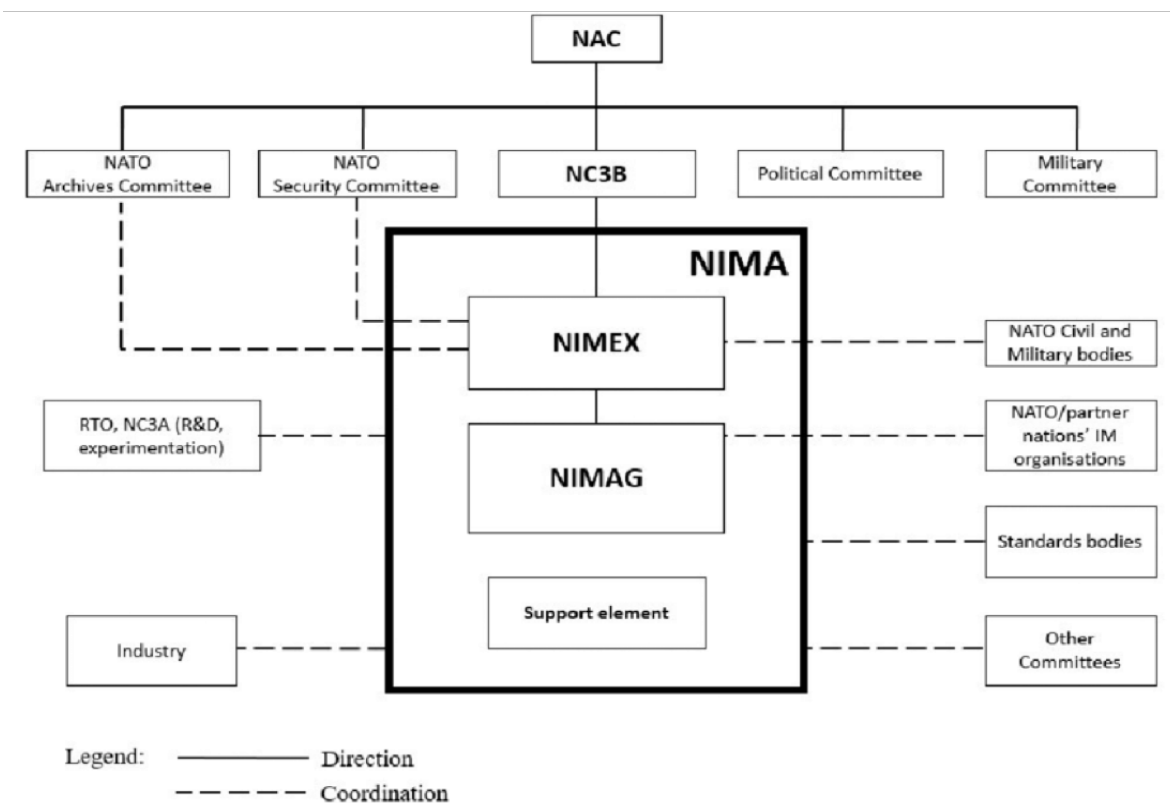 NAC
NATO
Archives Committee
NATO
Security Committee
NC3B
Political Committee
Military
Committee
NIMA
NIMEX
NATO Civil and
Military bodies
RTO, NC3A (R&D,
experimentation)
NIMAG
NATO/partner
nations’ IM
organisations
Standards bodies
Support element
Industry
Other
Committees
Legend:
Direction
Coordination